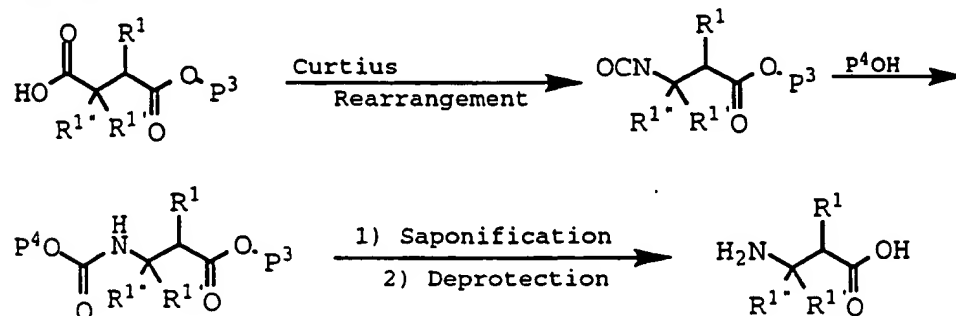 O R¹
HO O P³
R¹" R¹' O
Curtius
Rearrangement
R¹
OCN O P³
R¹" R¹' O
P⁴OH
H R¹
P⁴O N O P³
O R¹" R¹' O
1) Saponification
2) Deprotection
R¹
H₂N OH
R¹" R¹' O